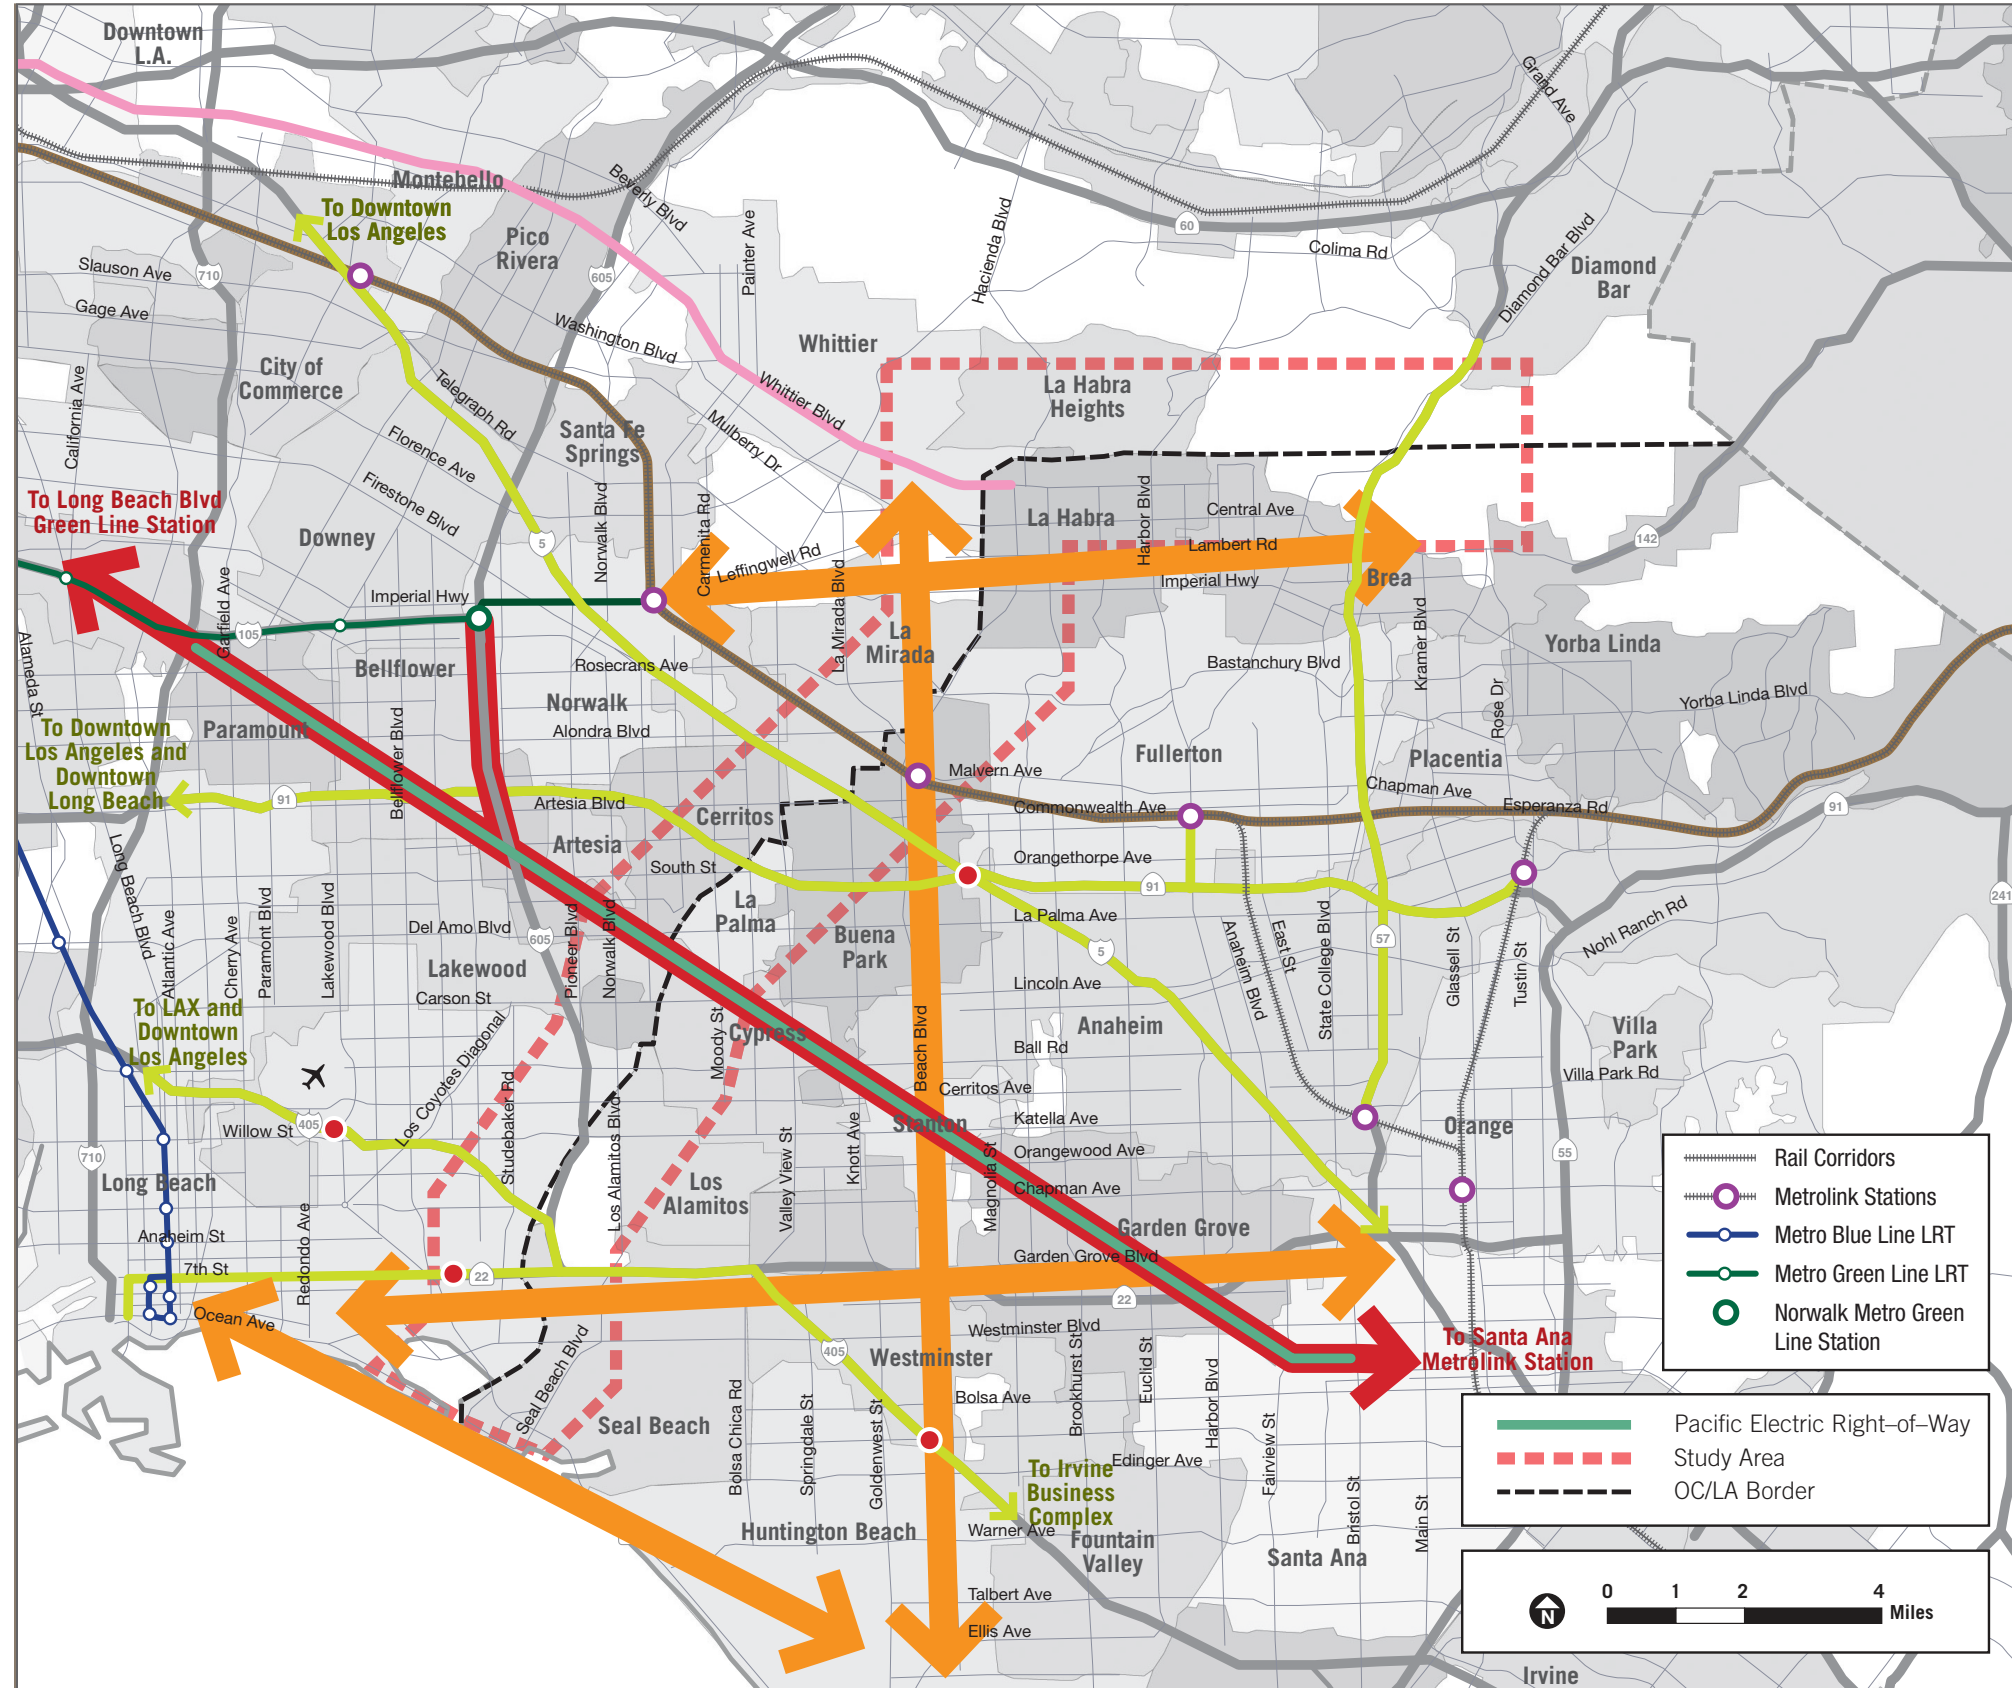 Downtown
L.A.
Grand Ave
Montebello
Beverly Blvd
To Downtown
Los Angeles
Pico
Rivera
Painter Ave
Hacienda Blvd
60
Colima Rd
Diamond Bar Blvd
Diamond
Bar
Slauson Ave
710
605
Gage Ave
Washington Blvd
Whittier
City of
Commerce
California Ave
Telegraph Rd
Whittier Blvd
La Habra
Heights
Santa Fe
Springs
Mulberry Dr
Florence Ave
Firestone Blvd
To Long Beach Blvd
Green Line Station
Norwalk Blvd
Carmenita Rd
Harbor Blvd
La Habra
Central Ave
Downey
5
Leffingwell Rd
Lambert Rd
142
Imperial Hwy
Brea
Imperial Hwy
Garfield Ave
105
La Mirada Blvd
La
Mirada
Kramer Blvd
Yorba Linda
Alameda St
Bellflower
Rosecrans Ave
Bastanchury Blvd
Norwalk
Rose Dr
Yorba Linda Blvd
Paramount
Alondra Blvd
To Downtown
Los Angeles and
Downtown
Long Beach
Bellflower Blvd
Fullerton
Placentia
Malvern Ave
Chapman Ave
91
Artesia Blvd
Cerritos
Commonwealth Ave
Esperanza Rd
91
Artesia
South St
Orangethorpe Ave
91
Long Beach Blvd
Atlantic Ave
Cherry Ave
Paramont Blvd
Lakewood Blvd
Del Amo Blvd
605
Pioneer Blvd
Norwalk Blvd
La
Palma
Buena
Park
La Palma Ave
5
Anaheim Blvd
East St
State College Blvd
57
Glassell St
Tustin St
Nohl Ranch Rd
241
Lakewood
Carson St
Lincoln Ave
To LAX and
Downtown
Los Angeles
Los Coyotes Diagonal
Moody St
Cypress
Beach Blvd
Anaheim
Ball Rd
Villa
Park
Villa Park Rd
Studebaker Rd
Los Alamitos Blvd
Cerritos Ave
Willow St
405
Knott Ave
Stanton
Katella Ave
Orange
710
Valley View St
Magnolia St
Orangewood Ave
55
Long Beach
Los
Alamitos
Chapman Ave
Garden Grove
Anaheim St
Redondo Ave
Garden Grove Blvd
7th St
22
22
Ocean Ave
Westminster Blvd
Seal Beach Blvd
405
Westminster
Brookhurst St
Euclid St
Harbor Blvd
To Santa Ana
Metrolink Station
Bolsa Ave
Seal Beach
Bolsa Chica Rd
Springdale St
Goldenwest St
Fairview St
Edinger Ave
To Irvine
Business
Complex
Bristol St
Main St
Huntington Beach
Warner Ave
Fountain
Valley
Santa Ana
Talbert Ave
Ellis Ave
Irvine
Rail Corridors
Metrolink Stations
Metro Blue Line LRT
Metro Green Line LRT
Norwalk Metro Green
Line Station
Pacific Electric Right–of–Way
Study Area
OC/LA Border
N
0 1 2 4
Miles